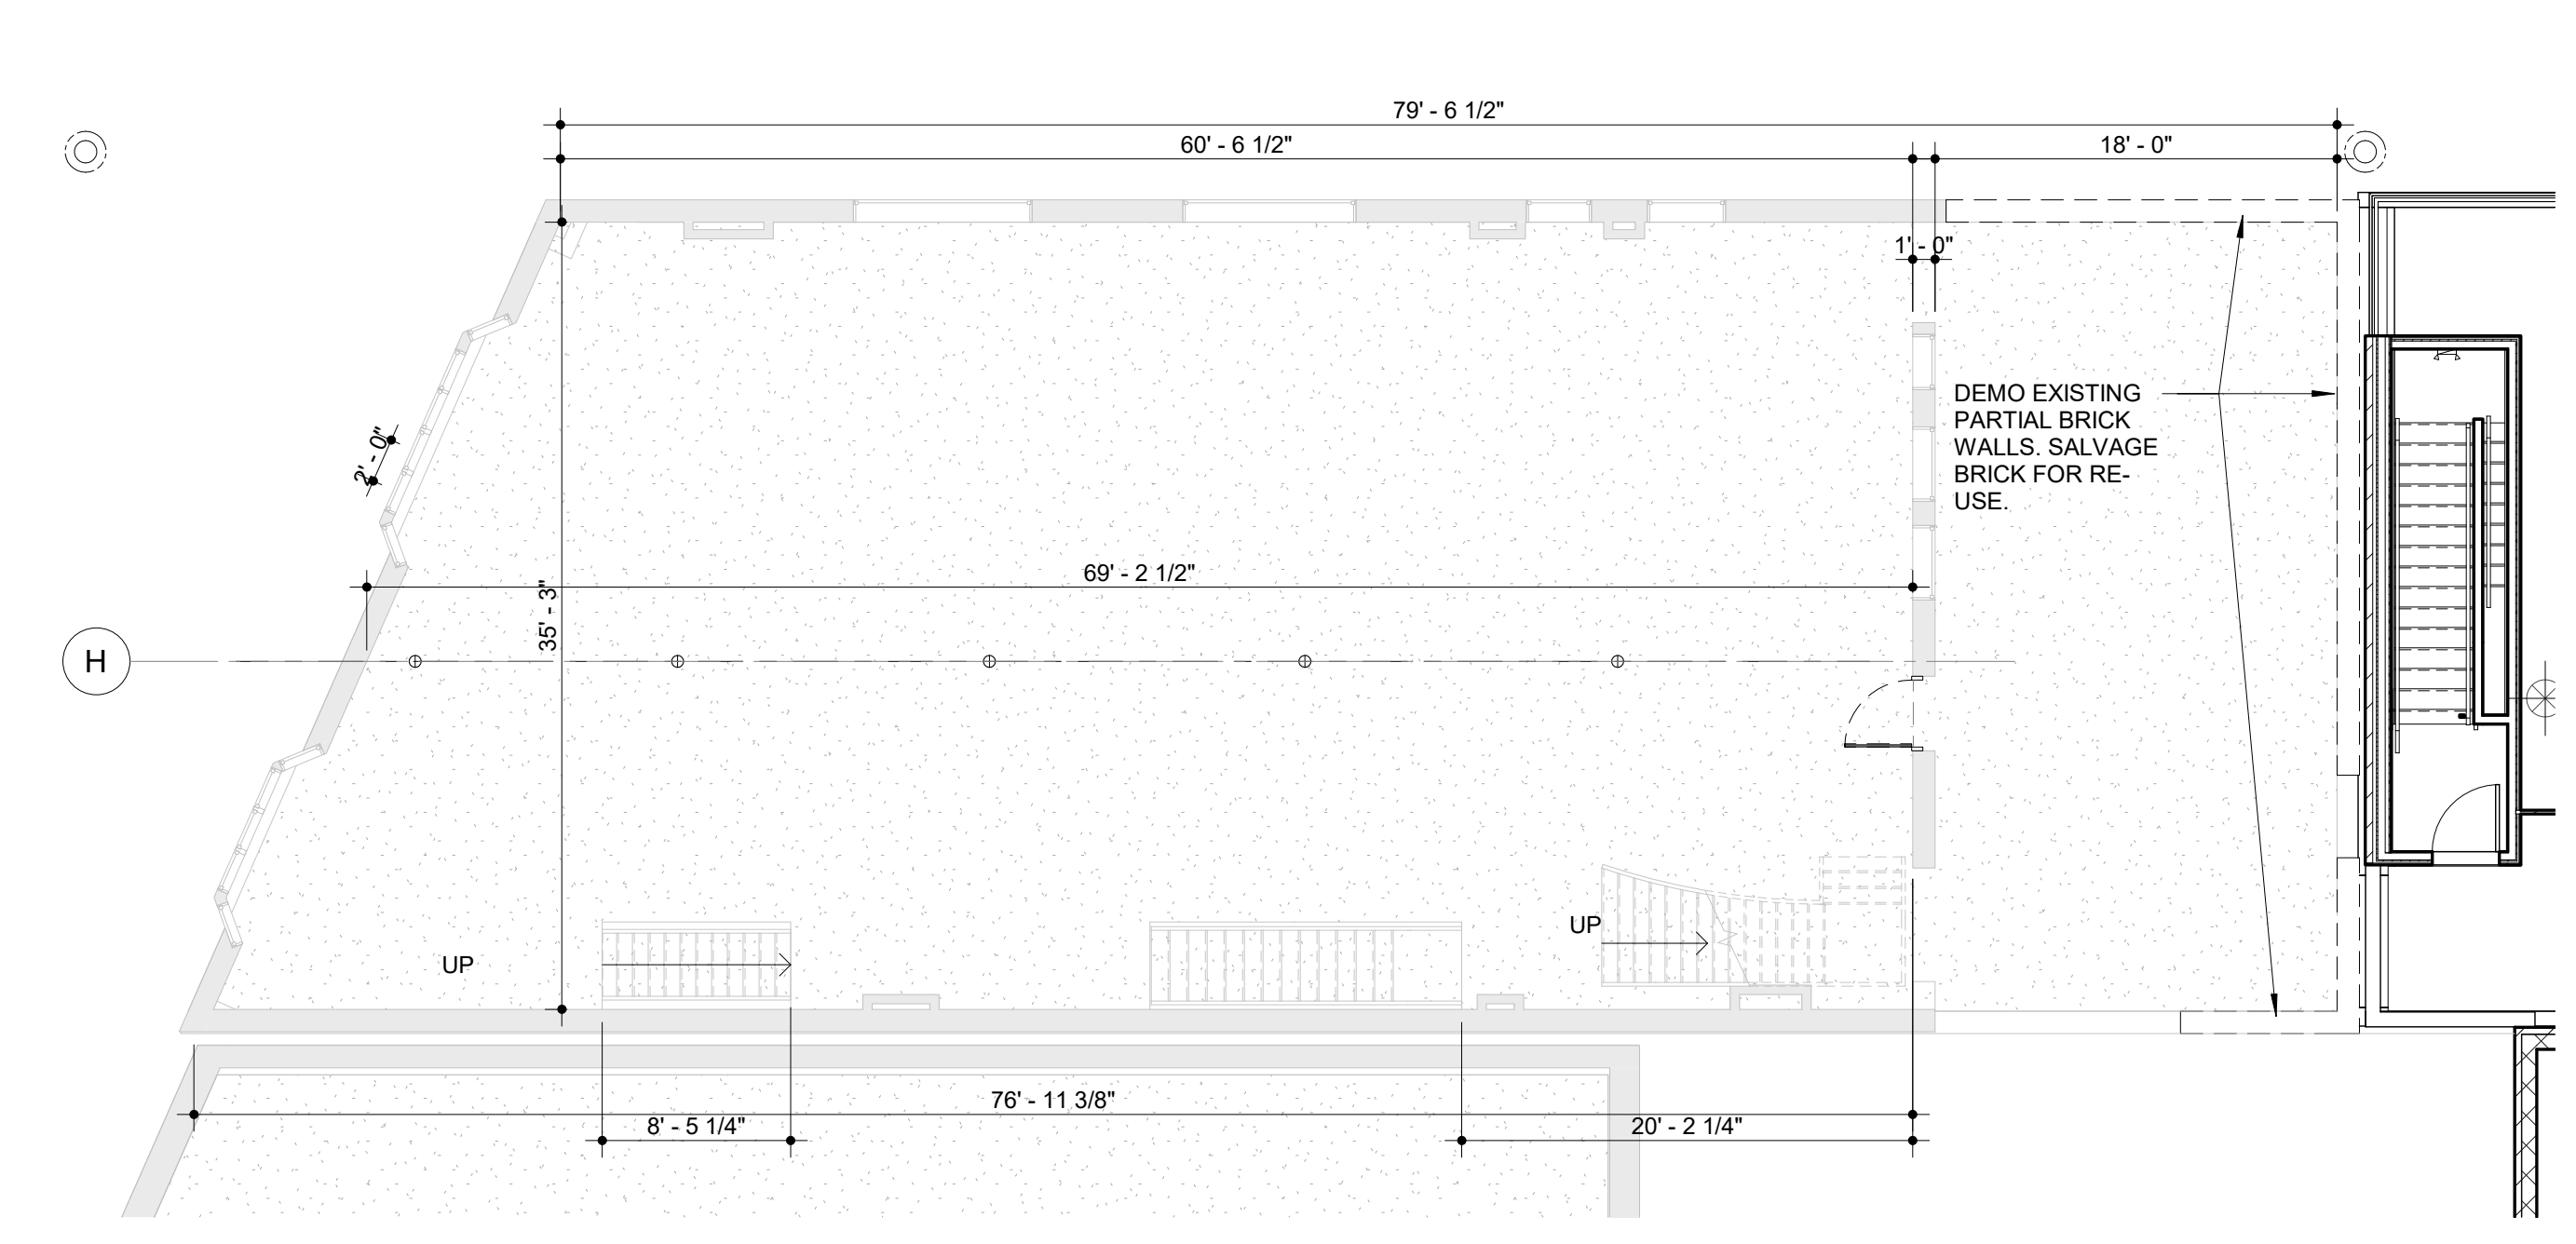 79' - 6 1/2"
60' - 6 1/2"
18' - 0"
1' - 0"
DEMO EXISTING
PARTIAL BRICK
WALLS. SALVAGE
BRICK FOR RE-
USE.
2' - 0"
69' - 2 1/2"
35' - 3"
H
UP
UP
76' - 11 3/8"
8' - 5 1/4"
20' - 2 1/4"